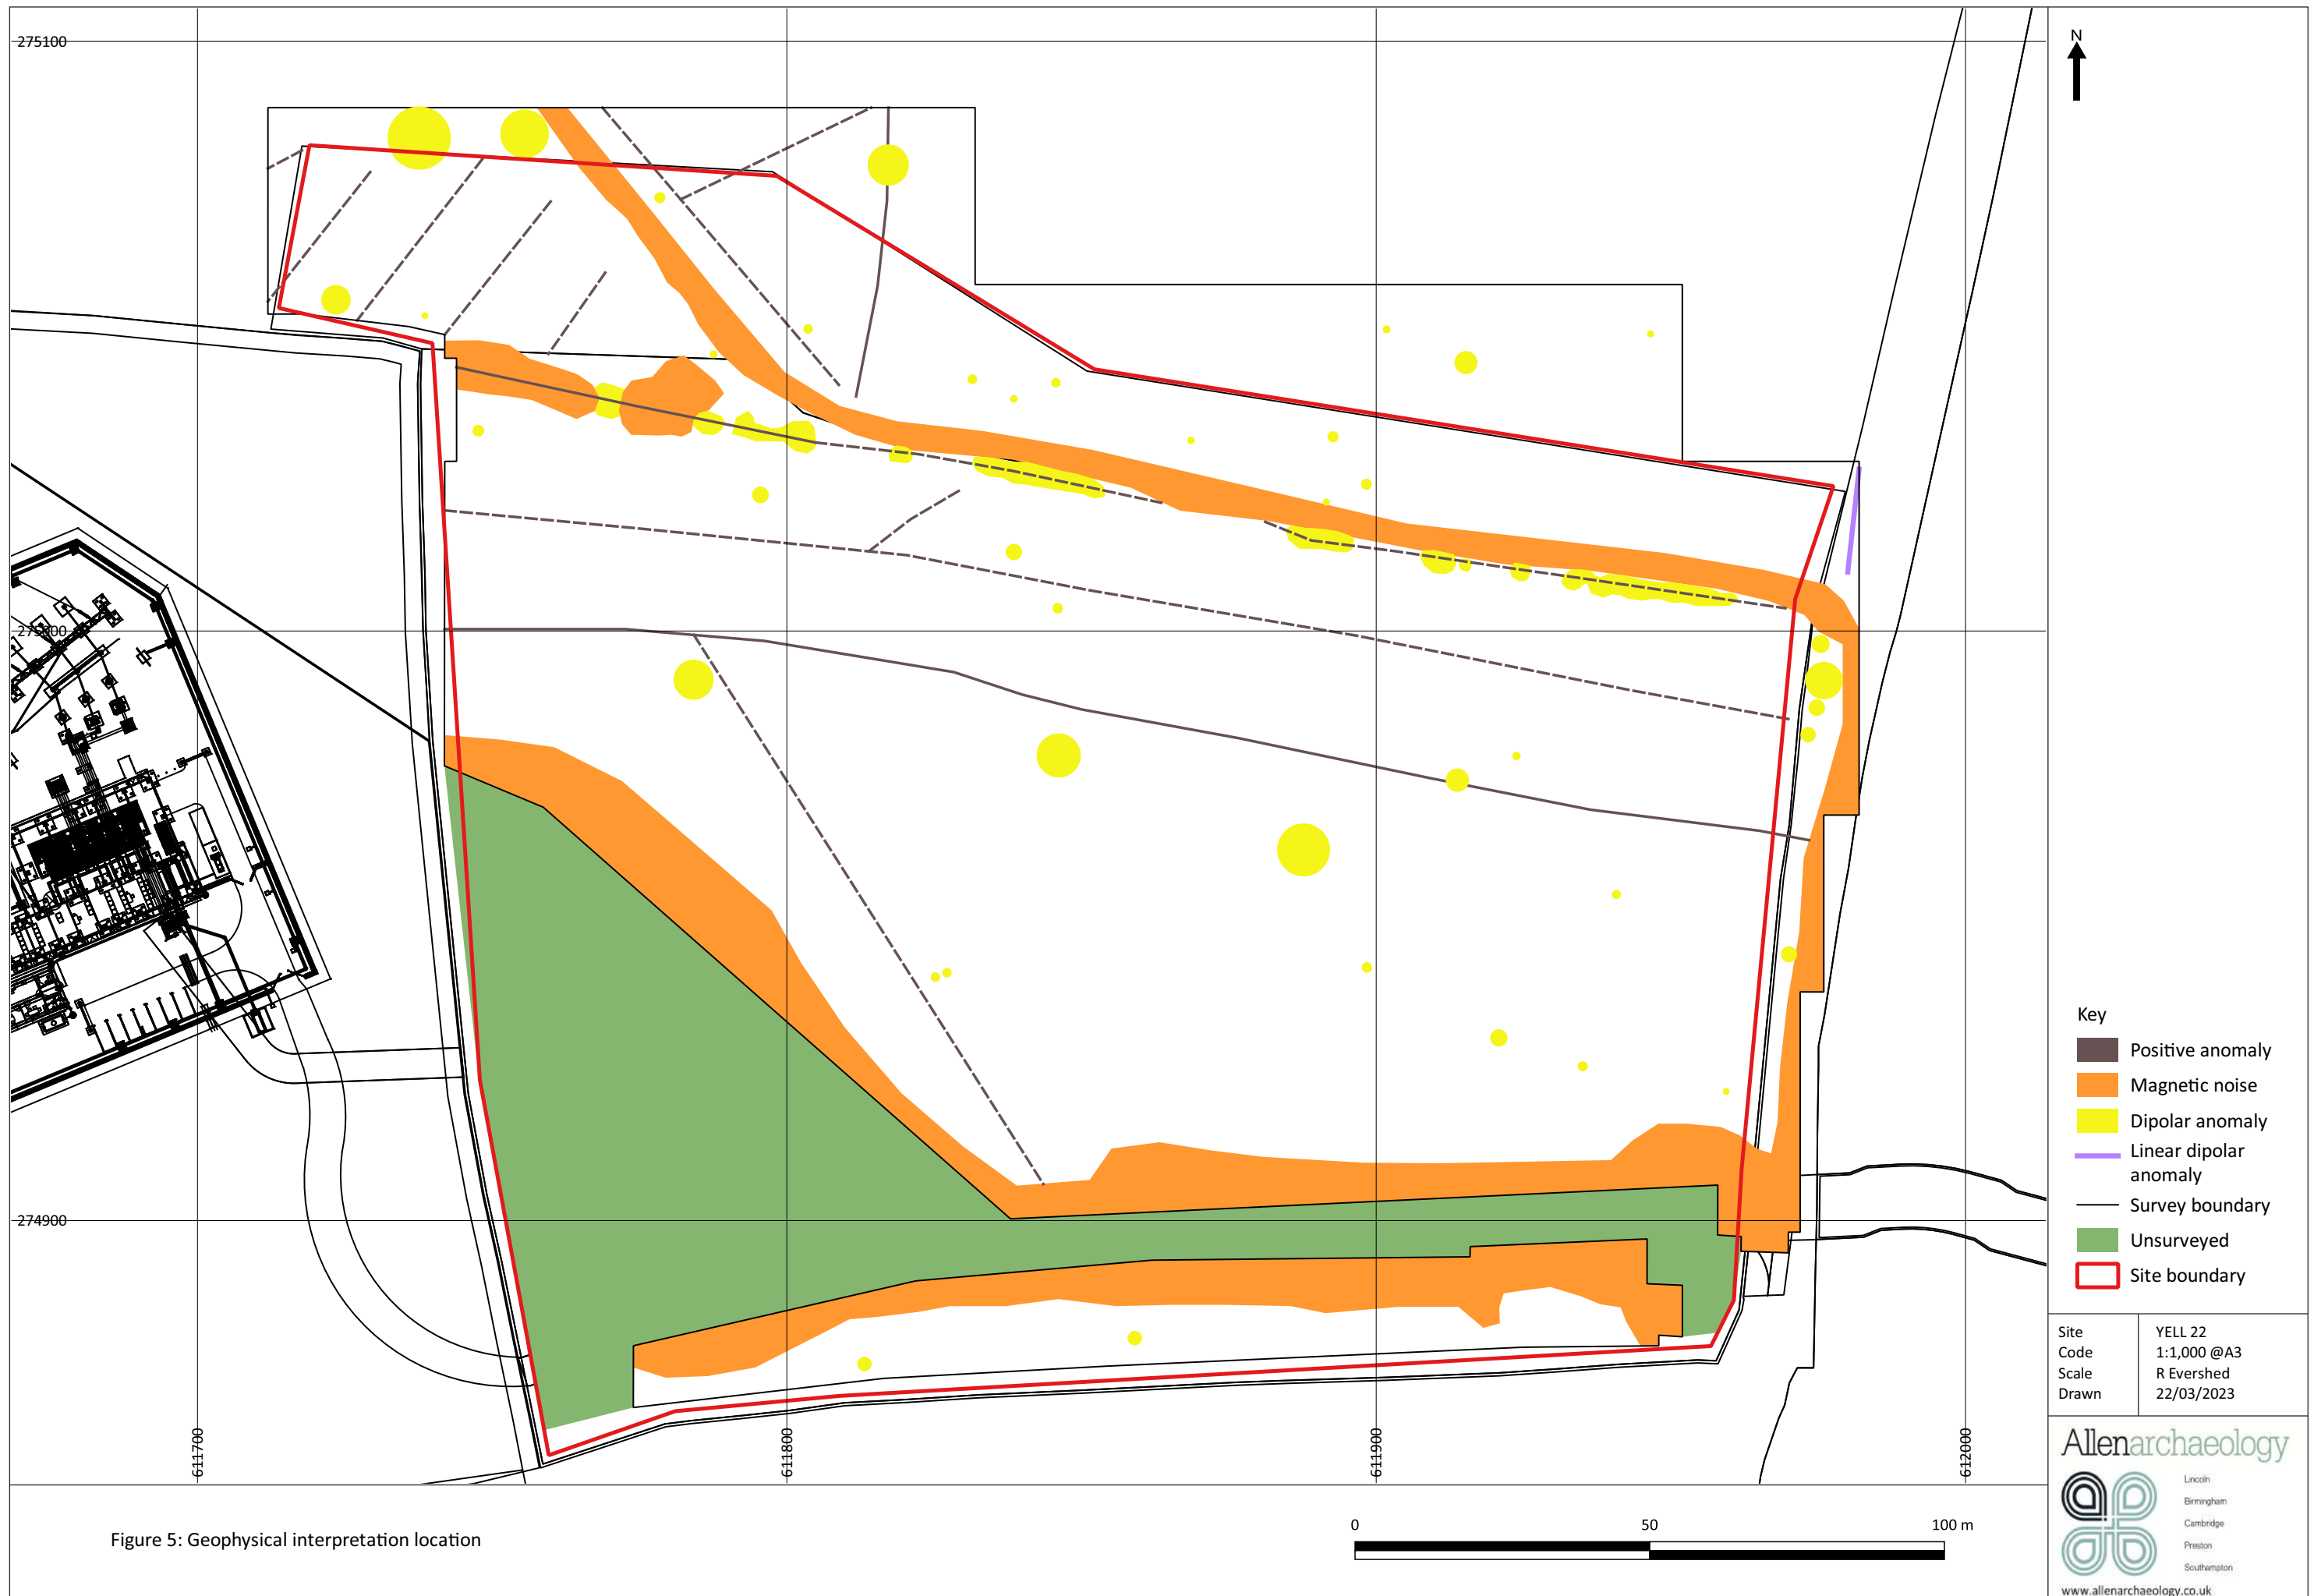 275100
N
275000
274900
611700
611800
611900
612000
Key
Positive anomaly
Magnetic noise
Dipolar anomaly
Linear dipolar
anomaly
Survey boundary
Unsurveyed
Site boundary
Site YELL 22
Code 1:1,000 @A3
Scale R Evershed
Drawn 22/03/2023
Allenarchaeology
Lincoln
Birmingham
Cambridge
Preston
Southampton
www.allenarchaeology.co.uk
Figure 5: Geophysical interpretation location
0 50 100 m